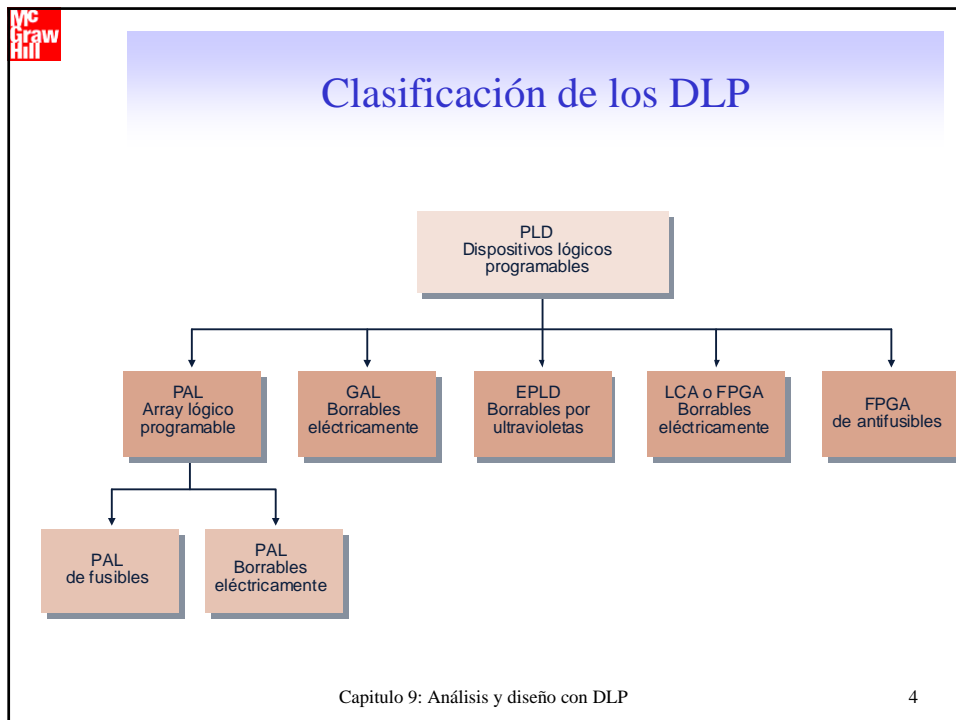 Mc
Graw
Hill
Clasificación de los DLP
PLD
Dispositivos lógicos
programables
PAL
Array lógico
programable
GAL
Borrables
eléctricamente
EPLD
Borrables por
ultravioletas
LCA o FPGA
Borrables
eléctricamente
FPGA
de antifusibles
PAL
de fusibles
PAL
Borrables
eléctricamente
Capitulo 9: Análisis y diseño con DLP
4